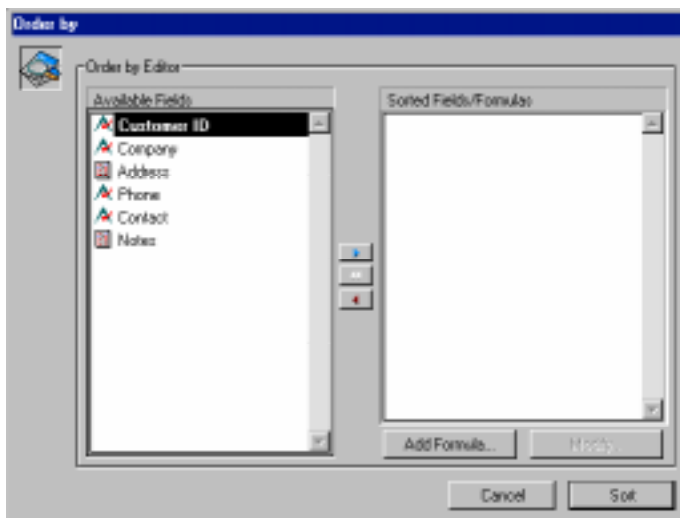 Order by
Order by Editor
Available Fields
Sorted Fields/Formulas
Customer ID
Company
Address
Phone
Contact
Notes
Add Formula...
Modify...
Cancel
Sort